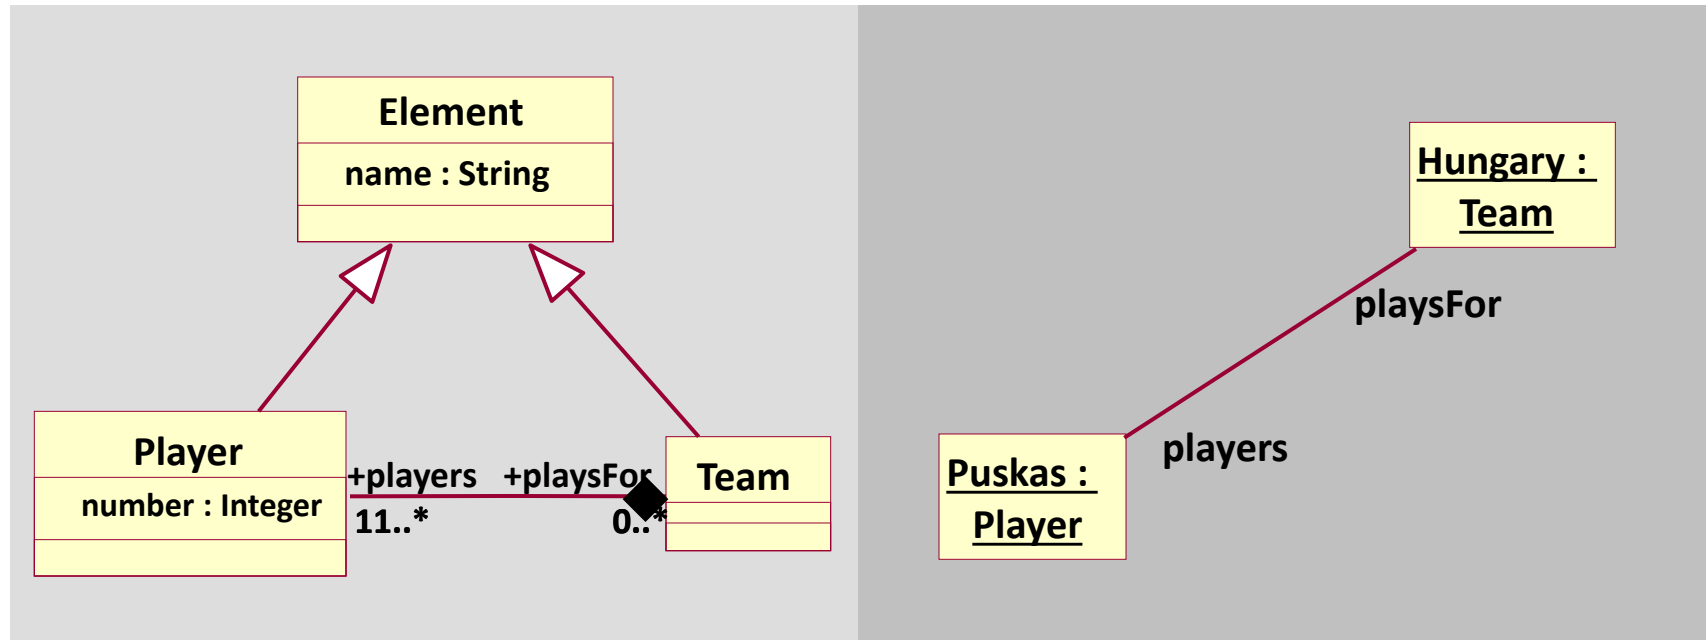 Element
name : String
Player
number : Integer
+players
11..*
+playsFor
0..*
Team
Hungary :
Team
playsFor
players
Puskas :
Player